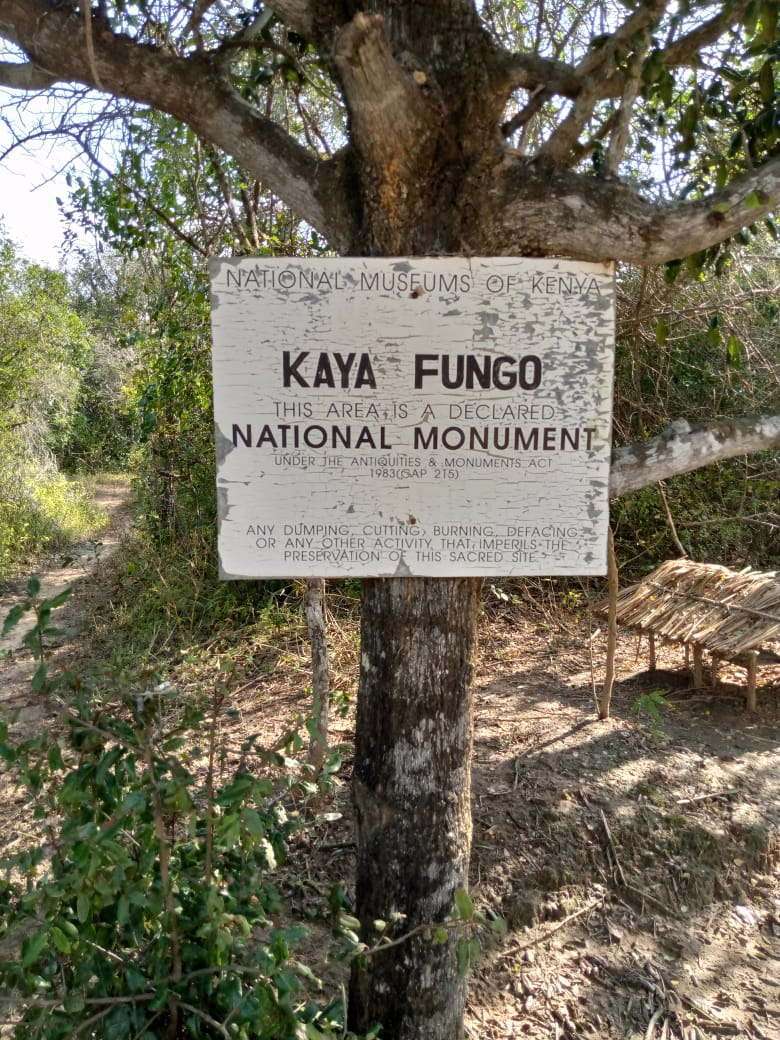 NATIONAL MUSEUMS OF KENYA
KAYA FUNGO
THIS AREA IS A DECLARED
NATIONAL MONUMENT
UNDER THE ANTIQUITIES & MONUMENTS ACT
1983(CAP 215)
ANY DUMPING, CUTTING, BURNING, DEFACING
OR ANY OTHER ACTIVITY THAT IMPERILS THE
PRESERVATION OF THIS SACRED SITE